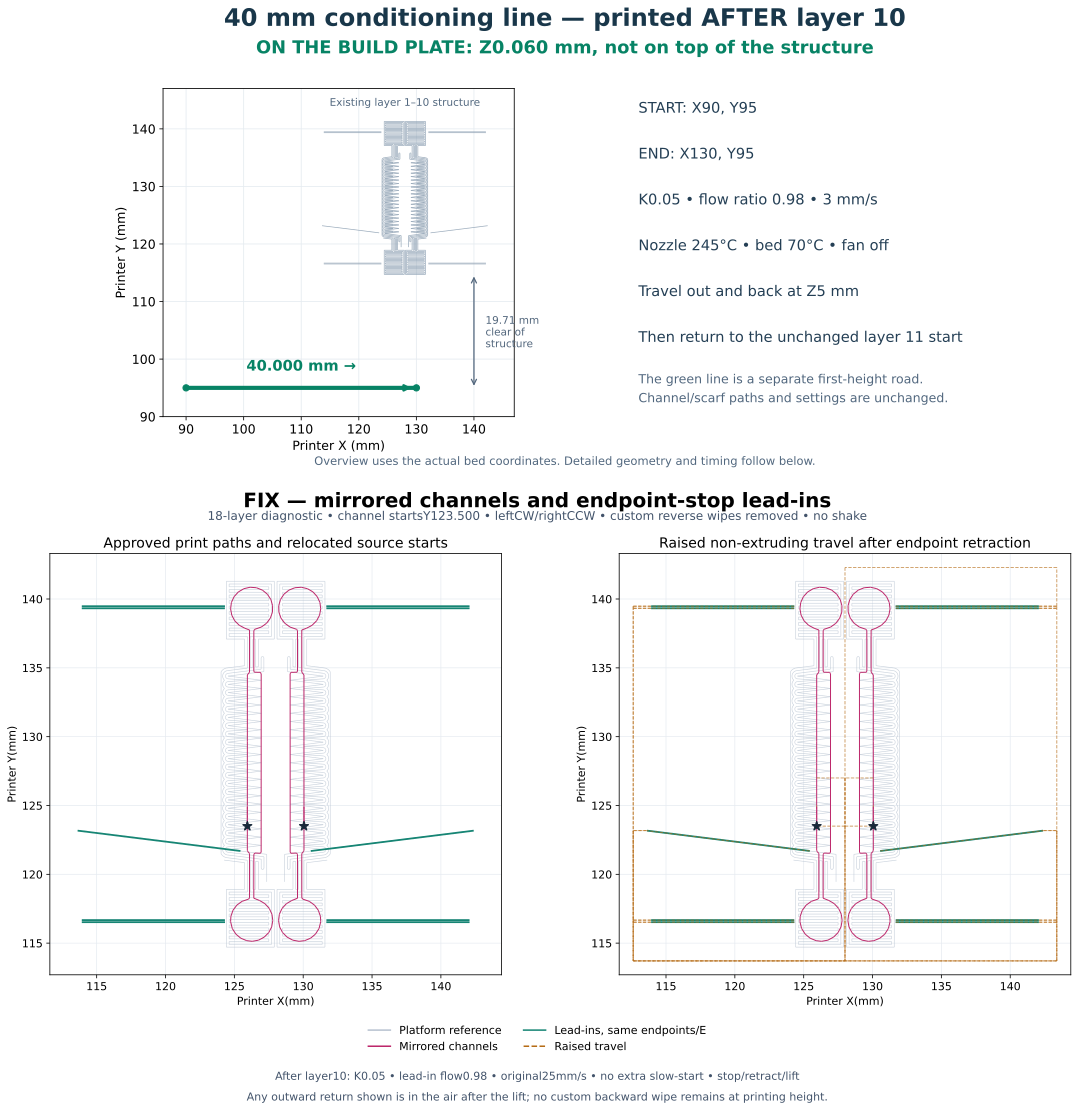 40 mm conditioning line — printed AFTER layer 10
ON THE BUILD PLATE: Z0.060 mm, not on top of the structure
Existing layer 1–10 structure
140
130
120
110
100
90
Printer Y (mm)
40.000 mm →
19.71 mm
clear of
structure
90
100
110
120
130
140
Printer X (mm)
START: X90, Y95
END: X130, Y95
K0.05 • flow ratio 0.98 • 3 mm/s
Nozzle 245°C • bed 70°C • fan off
Travel out and back at Z5 mm
Then return to the unchanged layer 11 start
The green line is a separate first-height road.
Channel/scarf paths and settings are unchanged.
Overview uses the actual bed coordinates. Detailed geometry and timing follow below.
FIX — mirrored channels and endpoint-stop lead-ins
18-layer diagnostic • channel startsY123.500 • leftCW/rightCCW • custom reverse wipes removed • no shake
Approved print paths and relocated source starts
140
135
130
125
120
115
Printer Y(mm)
115
120
125
130
135
140
Printer X(mm)
Raised non-extruding travel after endpoint retraction
140
135
130
125
120
115
Printer Y(mm)
115
120
125
130
135
140
Printer X(mm)
Platform reference
Mirrored channels
Lead-ins, same endpoints/E
Raised travel
After layer10: K0.05 • lead-in flow0.98 • original25mm/s • no extra slow-start • stop/retract/lift
Any outward return shown is in the air after the lift; no custom backward wipe remains at printing height.